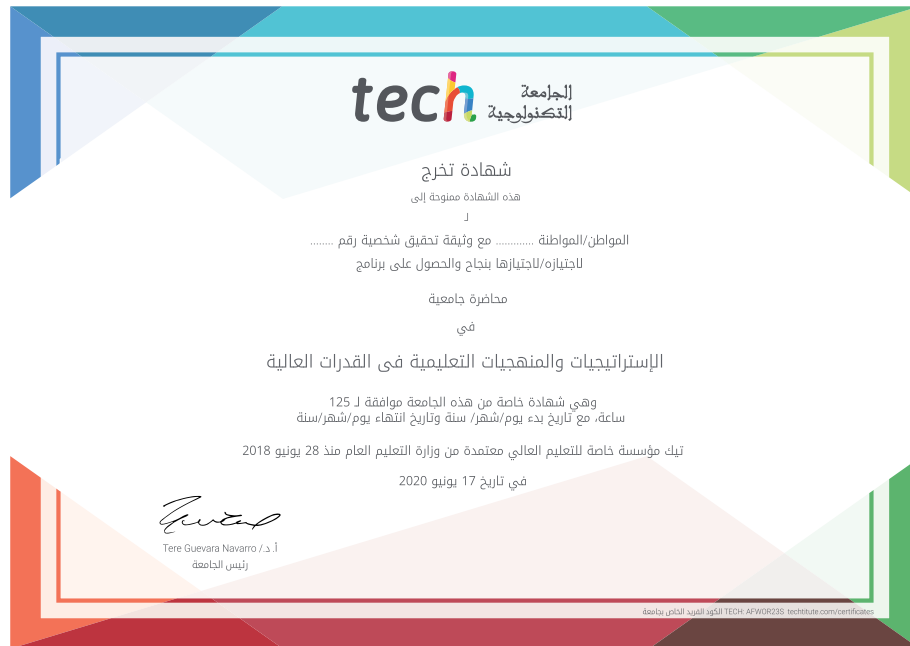 tech الجامعة
التكنولوجية
شهادة تخرج
هذه الشهادة ممنوحة إلى
لـ
المواطن/المواطنة ............ مع وثيقة تحقيق شخصية رقم ........
لاجتيازه/لاجتيازها بنجاح والحصول على برنامج
محاضرة جامعية
في
الإستراتيجيات والمنهجيات التعليمية فى القدرات العالية
وهي شهادة خاصة من هذه الجامعة موافقة لـ 125
ساعة، مع تاريخ بدء يوم/شهر/ سنة وتاريخ انتهاء يوم/شهر/سنة
تيك مؤسسة خاصة للتعليم العالي معتمدة من وزارة التعليم العام منذ 28 يونيو 2018
في تاريخ 17 يونيو 2020
أ. د./ Tere Guevara Navarro
رئيس الجامعة
الكود الفريد الخاص بجامعة TECH: AFWOR23S techtitute.com/certificates